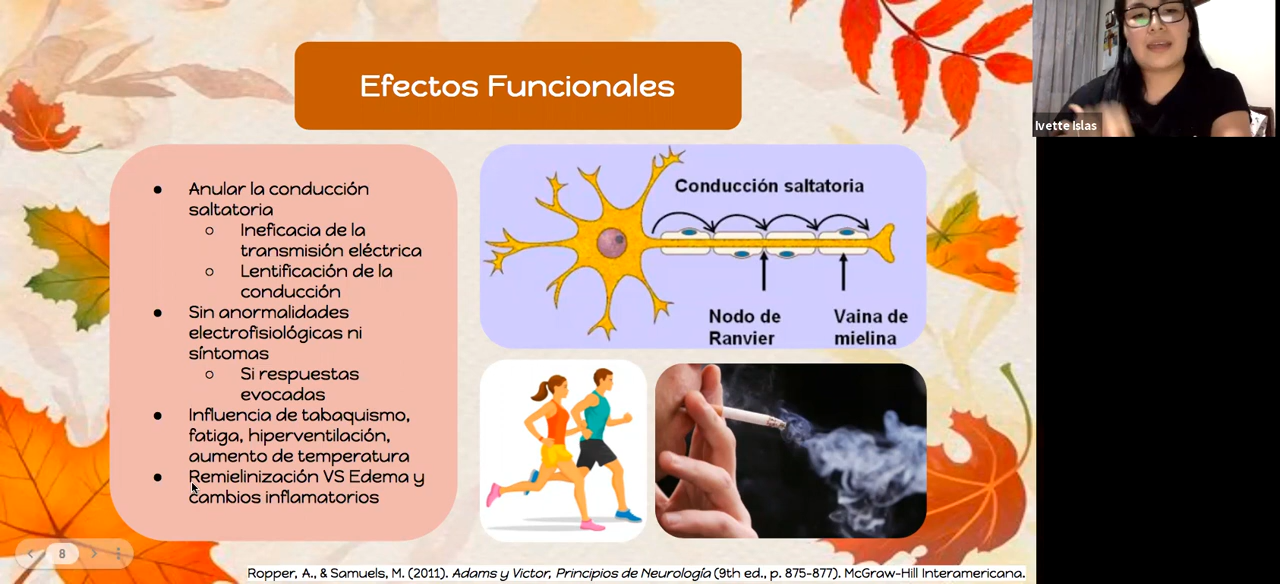 Efectos Funcionales
Ivette Islas
● Anular la conducción
saltatoria
○ Ineficacia de la
transmisión eléctrica
○ Lentificación de la
conducción
● Sin anormalidades
electrofisiológicas ni
síntomas
○ Si respuestas
evocadas
● Influencia de tabaquismo,
fatiga, hiperventilación,
aumento de temperatura
● Remielinización VS Edema y
cambios inflamatorios
Conducción saltatoria
Nodo de
Ranvier
Vaina de
mielina
8
Ropper, A., & Samuels, M. (2011). Adams y Victor, Principios de Neurología (9th ed., p. 875-877). McGraw-Hill Interamericana.